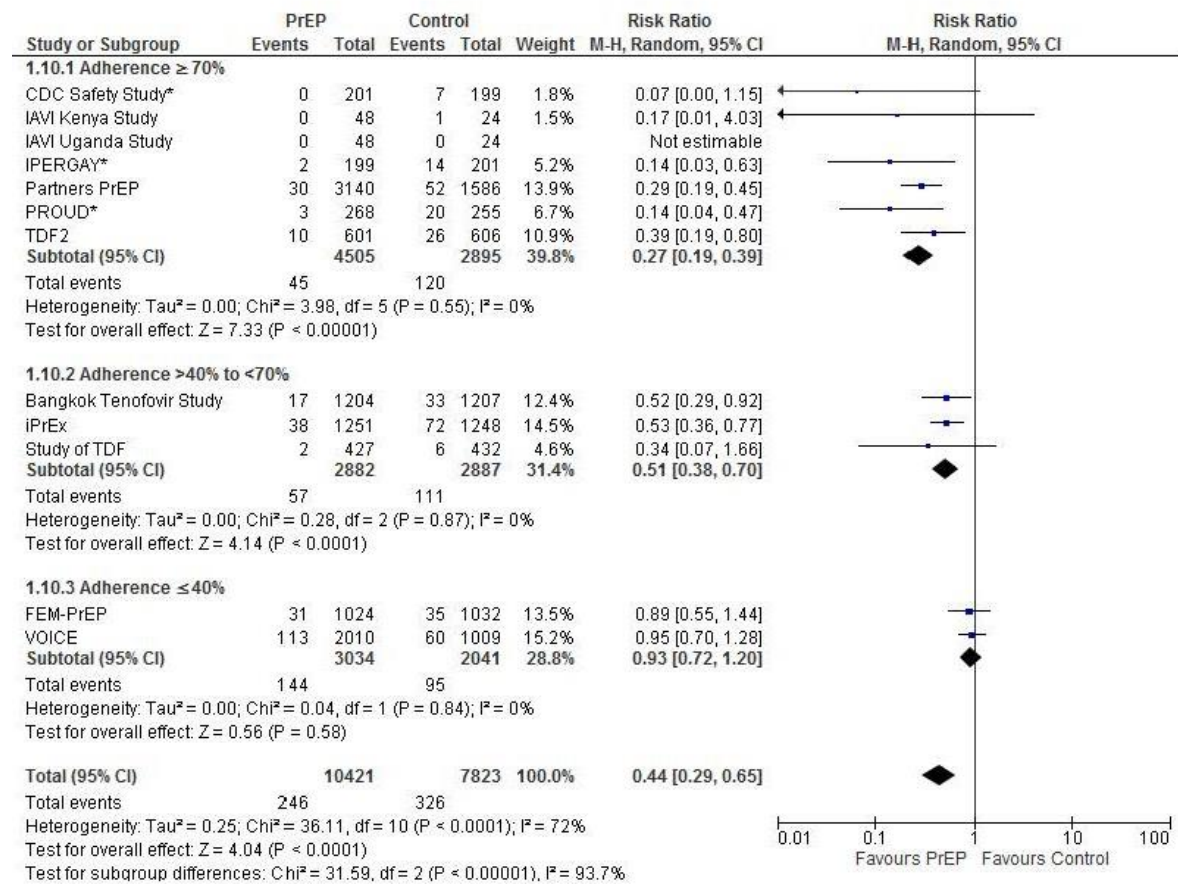 PrEP Control Risk Ratio Risk Ratio
Study or Subgroup Events Total Events Total Weight M-H, Random, 95% CI M-H, Random, 95% CI
1.10.1 Adherence ≥ 70%
CDC Safety Study* 0 201 7 199 1.8% 0.07 [0.00, 1.15]
IAVI Kenya Study 0 48 1 24 1.5% 0.17 [0.01, 4.03]
IAVI Uganda Study 0 48 0 24 Not estimable
IPERGAY* 2 199 14 201 5.2% 0.14 [0.03, 0.63]
Partners PrEP 30 3140 52 1586 13.9% 0.29 [0.19, 0.45]
PROUD* 3 268 20 255 6.7% 0.14 [0.04, 0.47]
TDF2 10 601 26 606 10.9% 0.39 [0.19, 0.80]
Subtotal (95% CI) 4505 2895 39.8% 0.27 [0.19, 0.39]
Total events 45 120
Heterogeneity: Tau² = 0.00; Chi² = 3.98, df = 5 (P = 0.55); I² = 0%
Test for overall effect: Z = 7.33 (P < 0.00001)
1.10.2 Adherence >40% to <70%
Bangkok Tenofovir Study 17 1204 33 1207 12.4% 0.52 [0.29, 0.92]
iPrEx 38 1251 72 1248 14.5% 0.53 [0.36, 0.77]
Study of TDF 2 427 6 432 4.6% 0.34 [0.07, 1.66]
Subtotal (95% CI) 2882 2887 31.4% 0.51 [0.38, 0.70]
Total events 57 111
Heterogeneity: Tau² = 0.00; Chi² = 0.28, df = 2 (P = 0.87); I² = 0%
Test for overall effect: Z = 4.14 (P < 0.0001)
1.10.3 Adherence ≤ 40%
FEM-PrEP 31 1024 35 1032 13.5% 0.89 [0.55, 1.44]
VOICE 113 2010 60 1009 15.2% 0.95 [0.70, 1.28]
Subtotal (95% CI) 3034 2041 28.8% 0.93 [0.72, 1.20]
Total events 144 95
Heterogeneity: Tau² = 0.00; Chi² = 0.04, df = 1 (P = 0.84); I² = 0%
Test for overall effect: Z = 0.56 (P = 0.58)
Total (95% CI) 10421 7823 100.0% 0.44 [0.29, 0.65]
Total events 246 326
Heterogeneity: Tau² = 0.25; Chi² = 36.11, df = 10 (P < 0.0001); I² = 72%
Test for overall effect: Z = 4.04 (P < 0.0001)
Test for subgroup differences: Chi² = 31.59, df = 2 (P < 0.00001), I² = 93.7%
0.01 0.1 1 10 100
Favours PrEP Favours Control